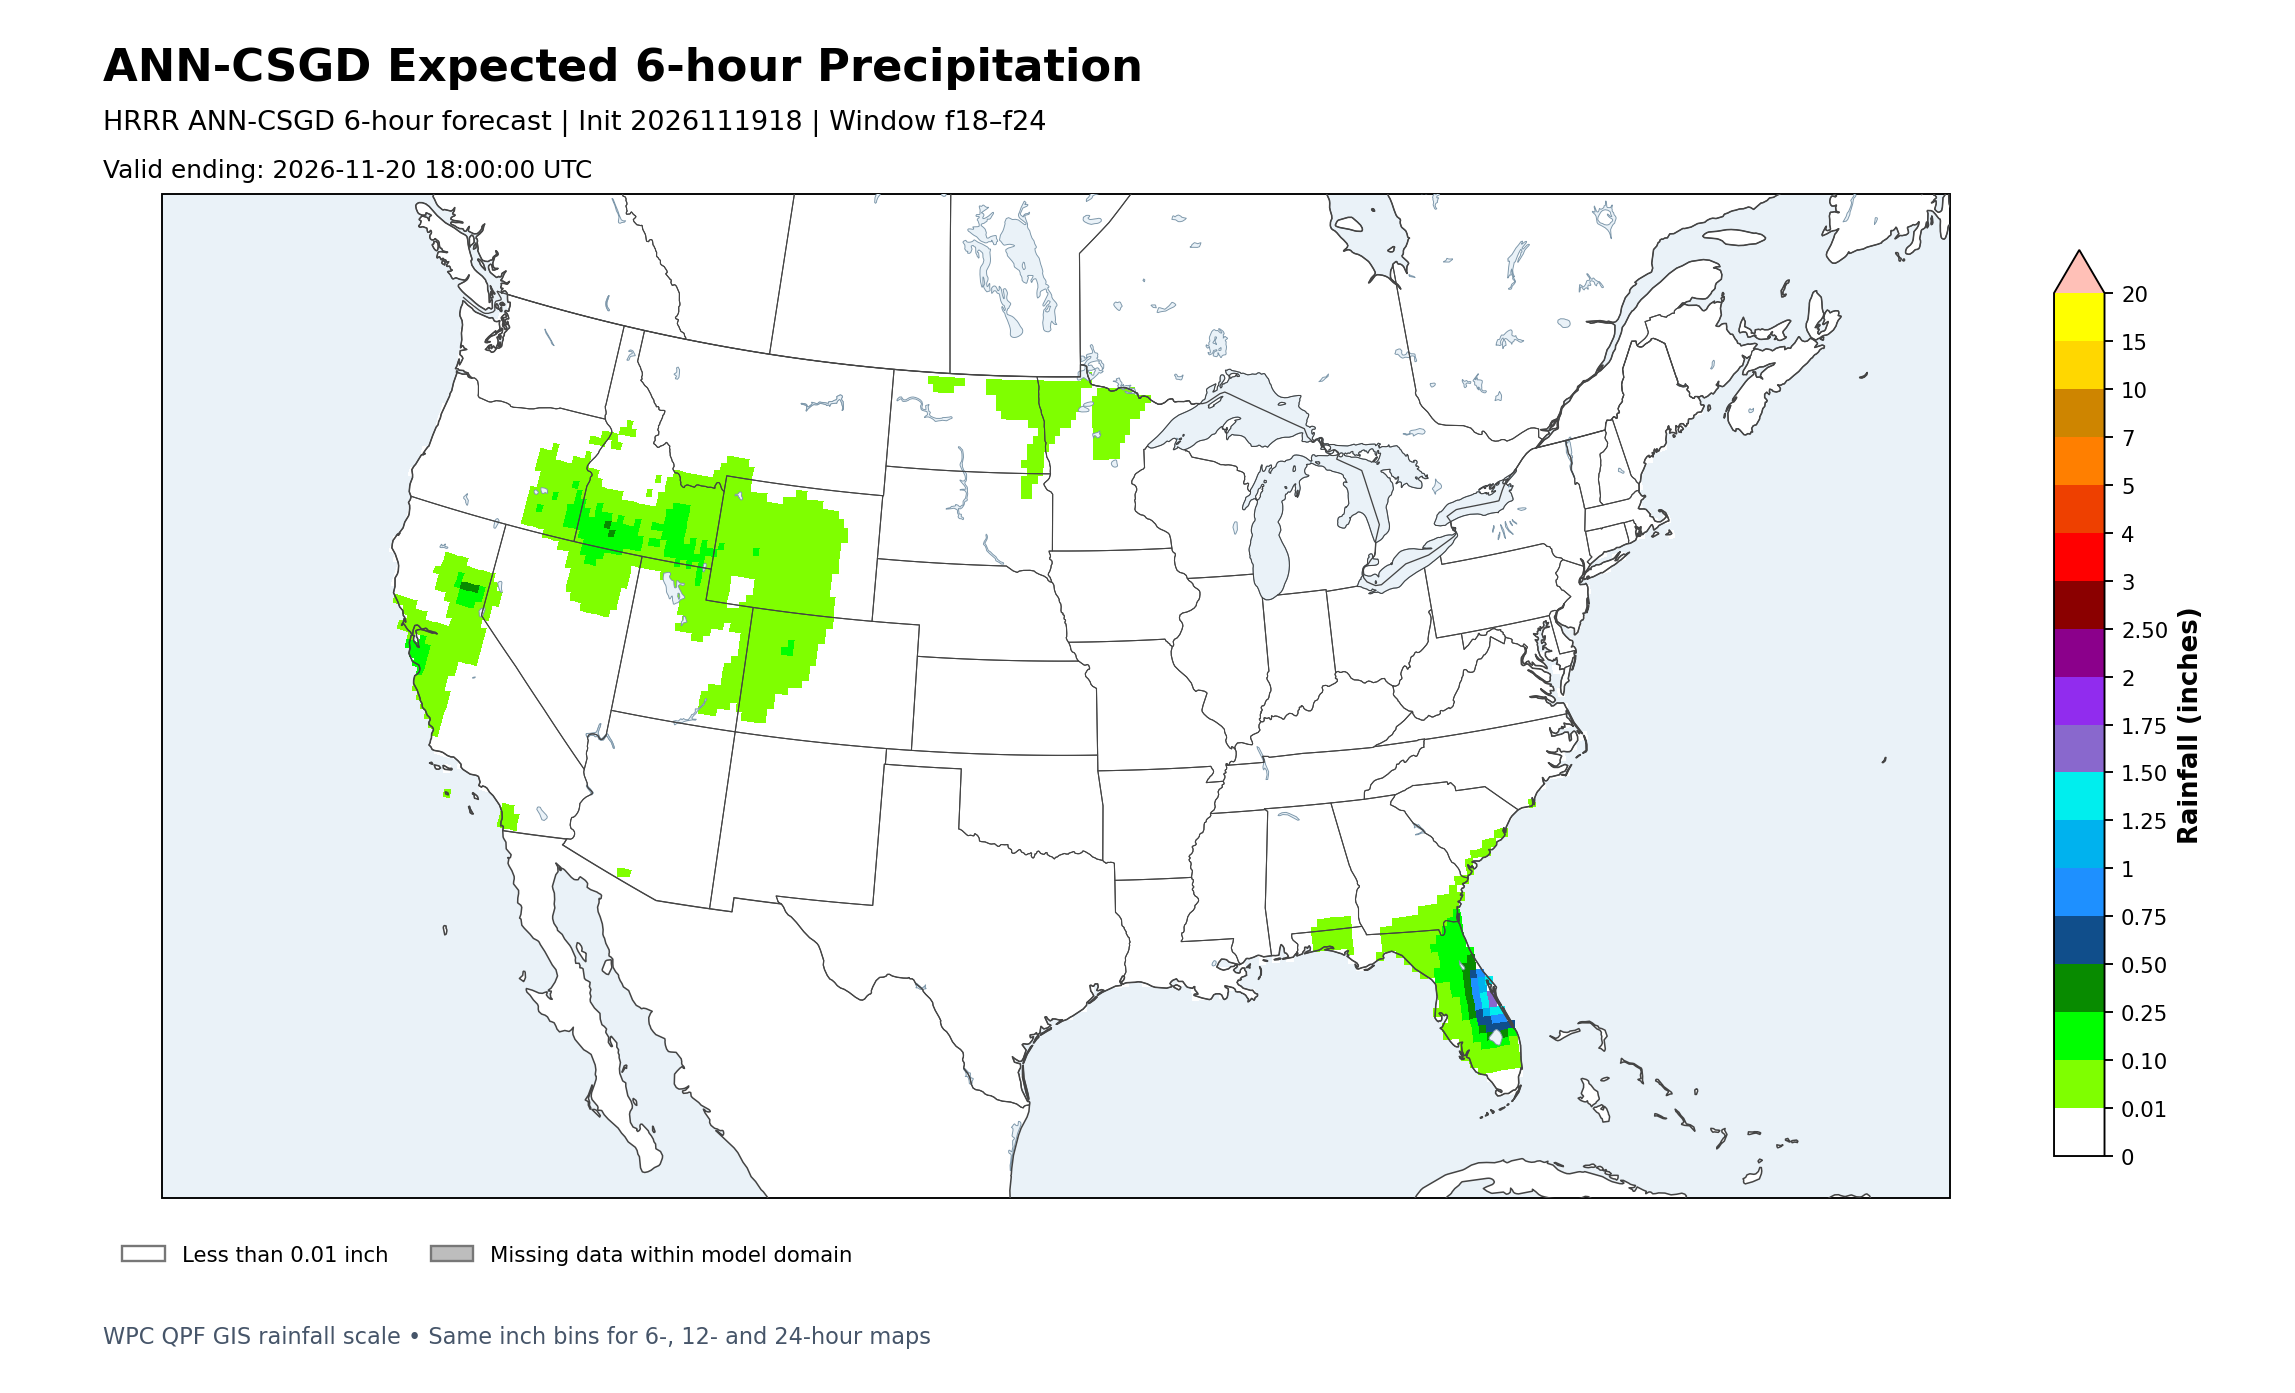 ANN-CSGD Expected 6-hour Precipitation
HRRR ANN-CSGD 6-hour forecast | Init 2026111918 | Window f18–f24
Valid ending: 2026-11-20 18:00:00 UTC
20
15
10
7
5
4
3
2.50
2
1.75
1.50
1.25
1
0.75
0.50
0.25
0.10
0.01
0
Rainfall (inches)
Less than 0.01 inch
Missing data within model domain
WPC QPF GIS rainfall scale • Same inch bins for 6-, 12- and 24-hour maps